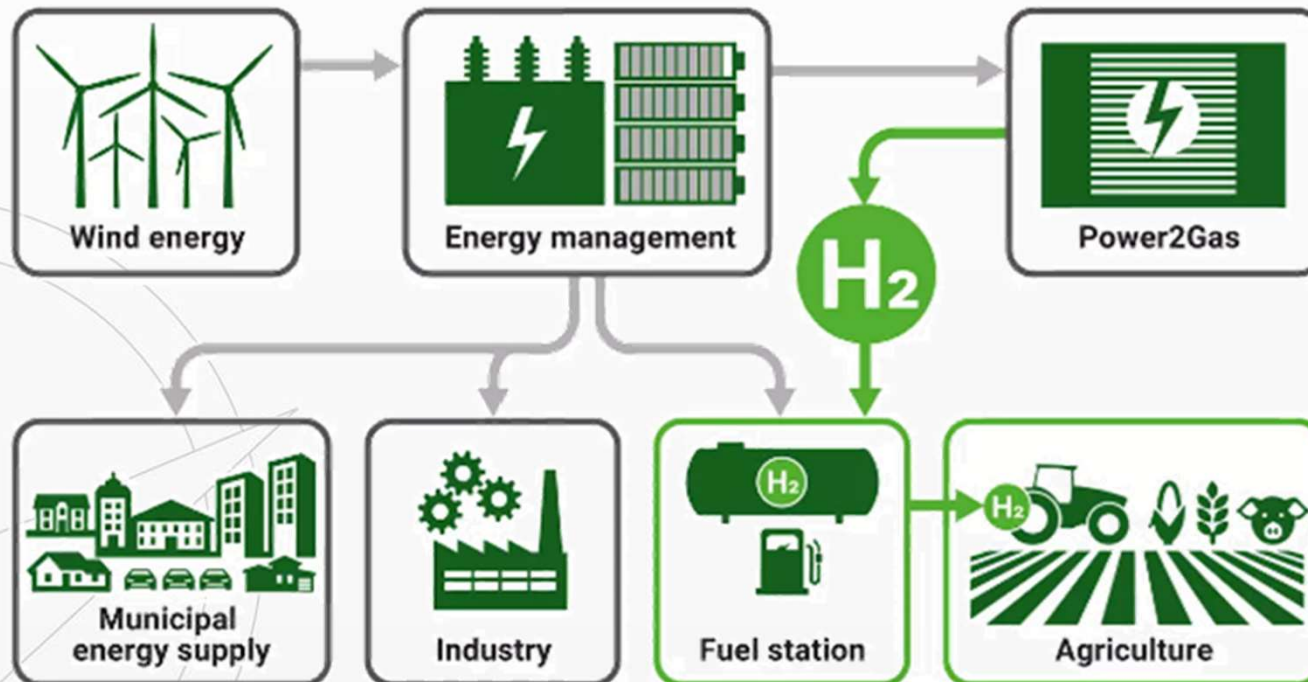 Wind energy
Energy management
Power2Gas
H₂
Municipal
energy supply
Industry
H₂
Fuel station
H₂
Agriculture